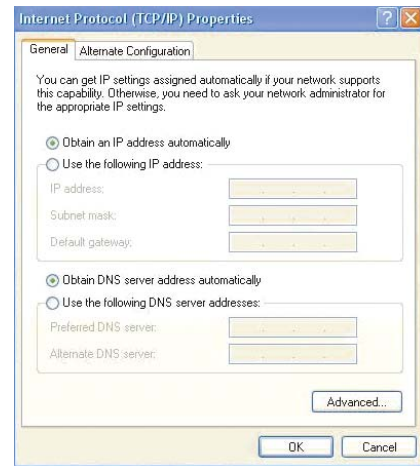 Internet Protocol (TCP/IP) Properties
General
Alternate Configuration
You can get IP settings assigned automatically if your network supports
this capability. Otherwise, you need to ask your network administrator for
the appropriate IP settings.
Obtain an IP address automatically
Use the following IP address:
IP address:
Subnet mask:
Default gateway:
Obtain DNS server address automatically
Use the following DNS server addresses:
Preferred DNS server:
Alternate DNS server:
Advanced...
OK
Cancel